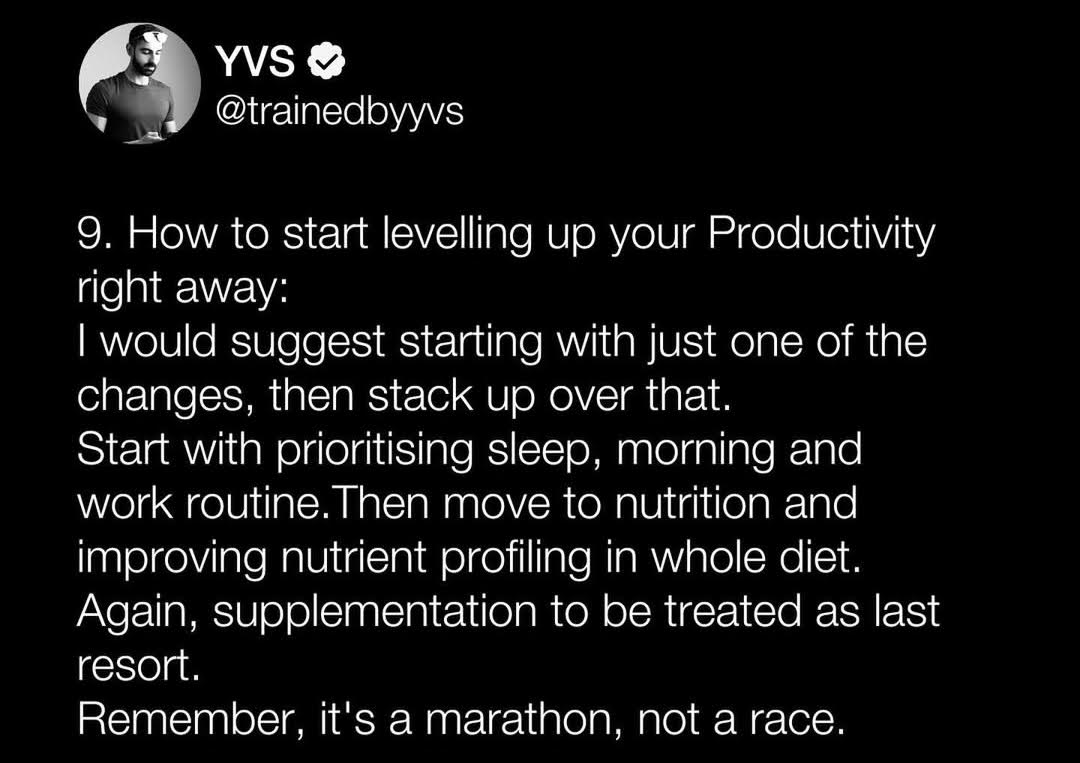 YVS
@trainedbyyvs
9. How to start levelling up your Productivity
right away:
I would suggest starting with just one of the
changes, then stack up over that.
Start with prioritising sleep, morning and
work routine.Then move to nutrition and
improving nutrient profiling in whole diet.
Again, supplementation to be treated as last
resort.
Remember, it's a marathon, not a race.